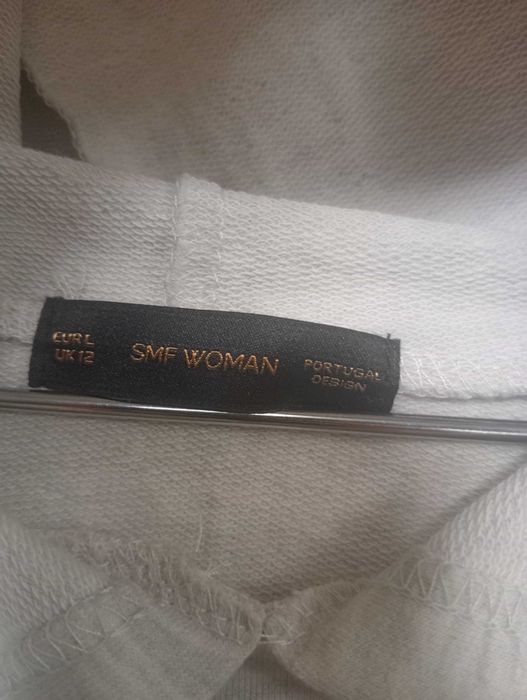 EUR L
UK 12
SMF WOMAN
PORTUGAL
DESIGN